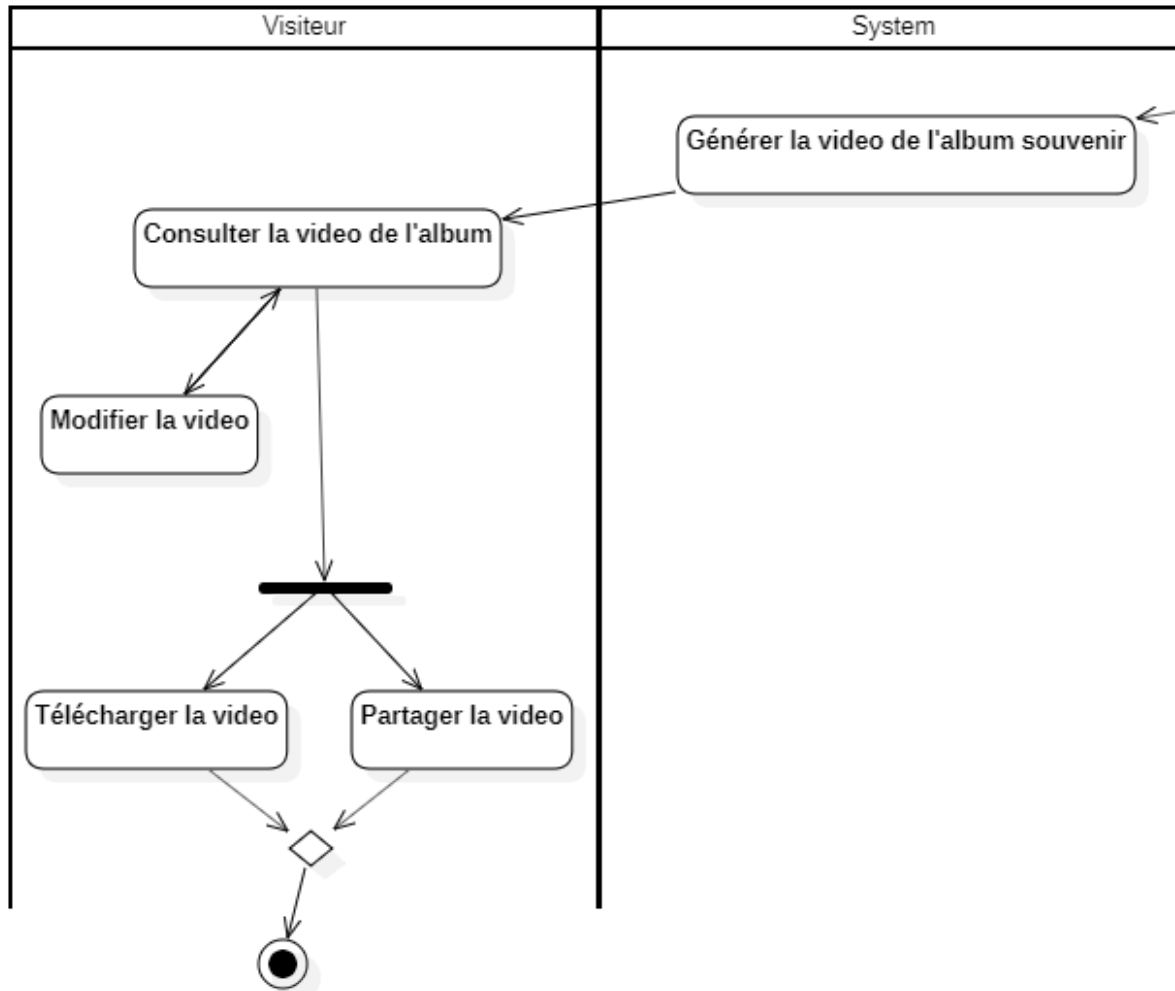 Visiteur
System
Générer la video de l'album souvenir
Consulter la video de l'album
Modifier la video
Télécharger la video
Partager la video